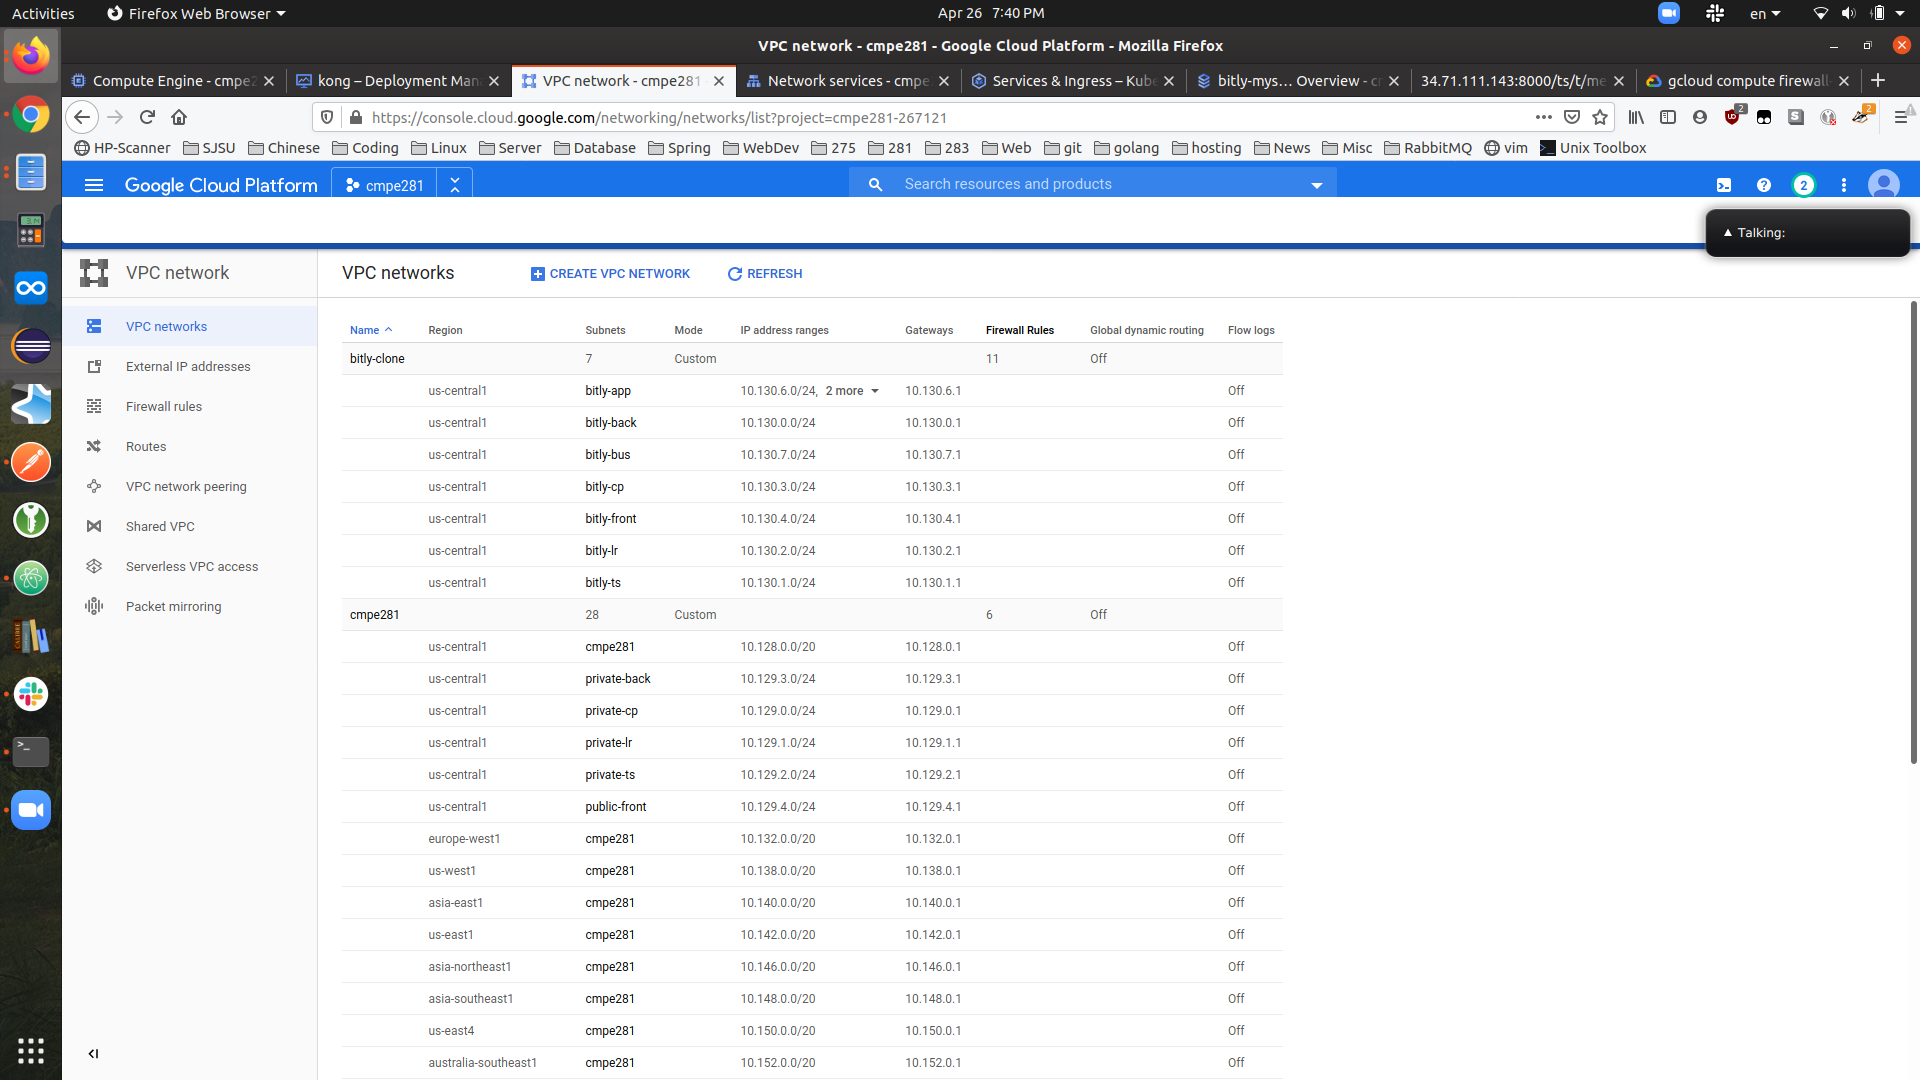 Activities Firefox Web Browser Apr 26 7:40 PM en
VPC network - cmpe281 - Google Cloud Platform - Mozilla Firefox
Compute Engine - cmpe2 kong – Deployment Man VPC network - cmpe281 - Network services - cmpe Services & Ingress – Kube bitly-mys… Overview - c 34.71.111.143:8000/ts/t/me gcloud compute firewall-
https://console.cloud.google.com/networking/networks/list?project=cmpe281-267121 2 2
HP-Scanner SJSU Chinese Coding Linux Server Database Spring WebDev 275 281 283 Web git golang hosting News Misc RabbitMQ vim Unix Toolbox
Google Cloud Platform cmpe281 Search resources and products 2
Talking:
VPC network VPC networks CREATE VPC NETWORK REFRESH
VPC networks
External IP addresses
Firewall rules
Routes
VPC network peering
Shared VPC
Serverless VPC access
Packet mirroring
Name Region Subnets Mode IP address ranges Gateways Firewall Rules Global dynamic routing Flow logs
bitly-clone 7 Custom 11 Off
us-central1 bitly-app 10.130.6.0/24, 2 more 10.130.6.1 Off
us-central1 bitly-back 10.130.0.0/24 10.130.0.1 Off
us-central1 bitly-bus 10.130.7.0/24 10.130.7.1 Off
us-central1 bitly-cp 10.130.3.0/24 10.130.3.1 Off
us-central1 bitly-front 10.130.4.0/24 10.130.4.1 Off
us-central1 bitly-lr 10.130.2.0/24 10.130.2.1 Off
us-central1 bitly-ts 10.130.1.0/24 10.130.1.1 Off
cmpe281 28 Custom 6 Off
us-central1 cmpe281 10.128.0.0/20 10.128.0.1 Off
us-central1 private-back 10.129.3.0/24 10.129.3.1 Off
us-central1 private-cp 10.129.0.0/24 10.129.0.1 Off
us-central1 private-lr 10.129.1.0/24 10.129.1.1 Off
us-central1 private-ts 10.129.2.0/24 10.129.2.1 Off
us-central1 public-front 10.129.4.0/24 10.129.4.1 Off
europe-west1 cmpe281 10.132.0.0/20 10.132.0.1 Off
us-west1 cmpe281 10.138.0.0/20 10.138.0.1 Off
asia-east1 cmpe281 10.140.0.0/20 10.140.0.1 Off
us-east1 cmpe281 10.142.0.0/20 10.142.0.1 Off
asia-northeast1 cmpe281 10.146.0.0/20 10.146.0.1 Off
asia-southeast1 cmpe281 10.148.0.0/20 10.148.0.1 Off
us-east4 cmpe281 10.150.0.0/20 10.150.0.1 Off
australia-southeast1 cmpe281 10.152.0.0/20 10.152.0.1 Off